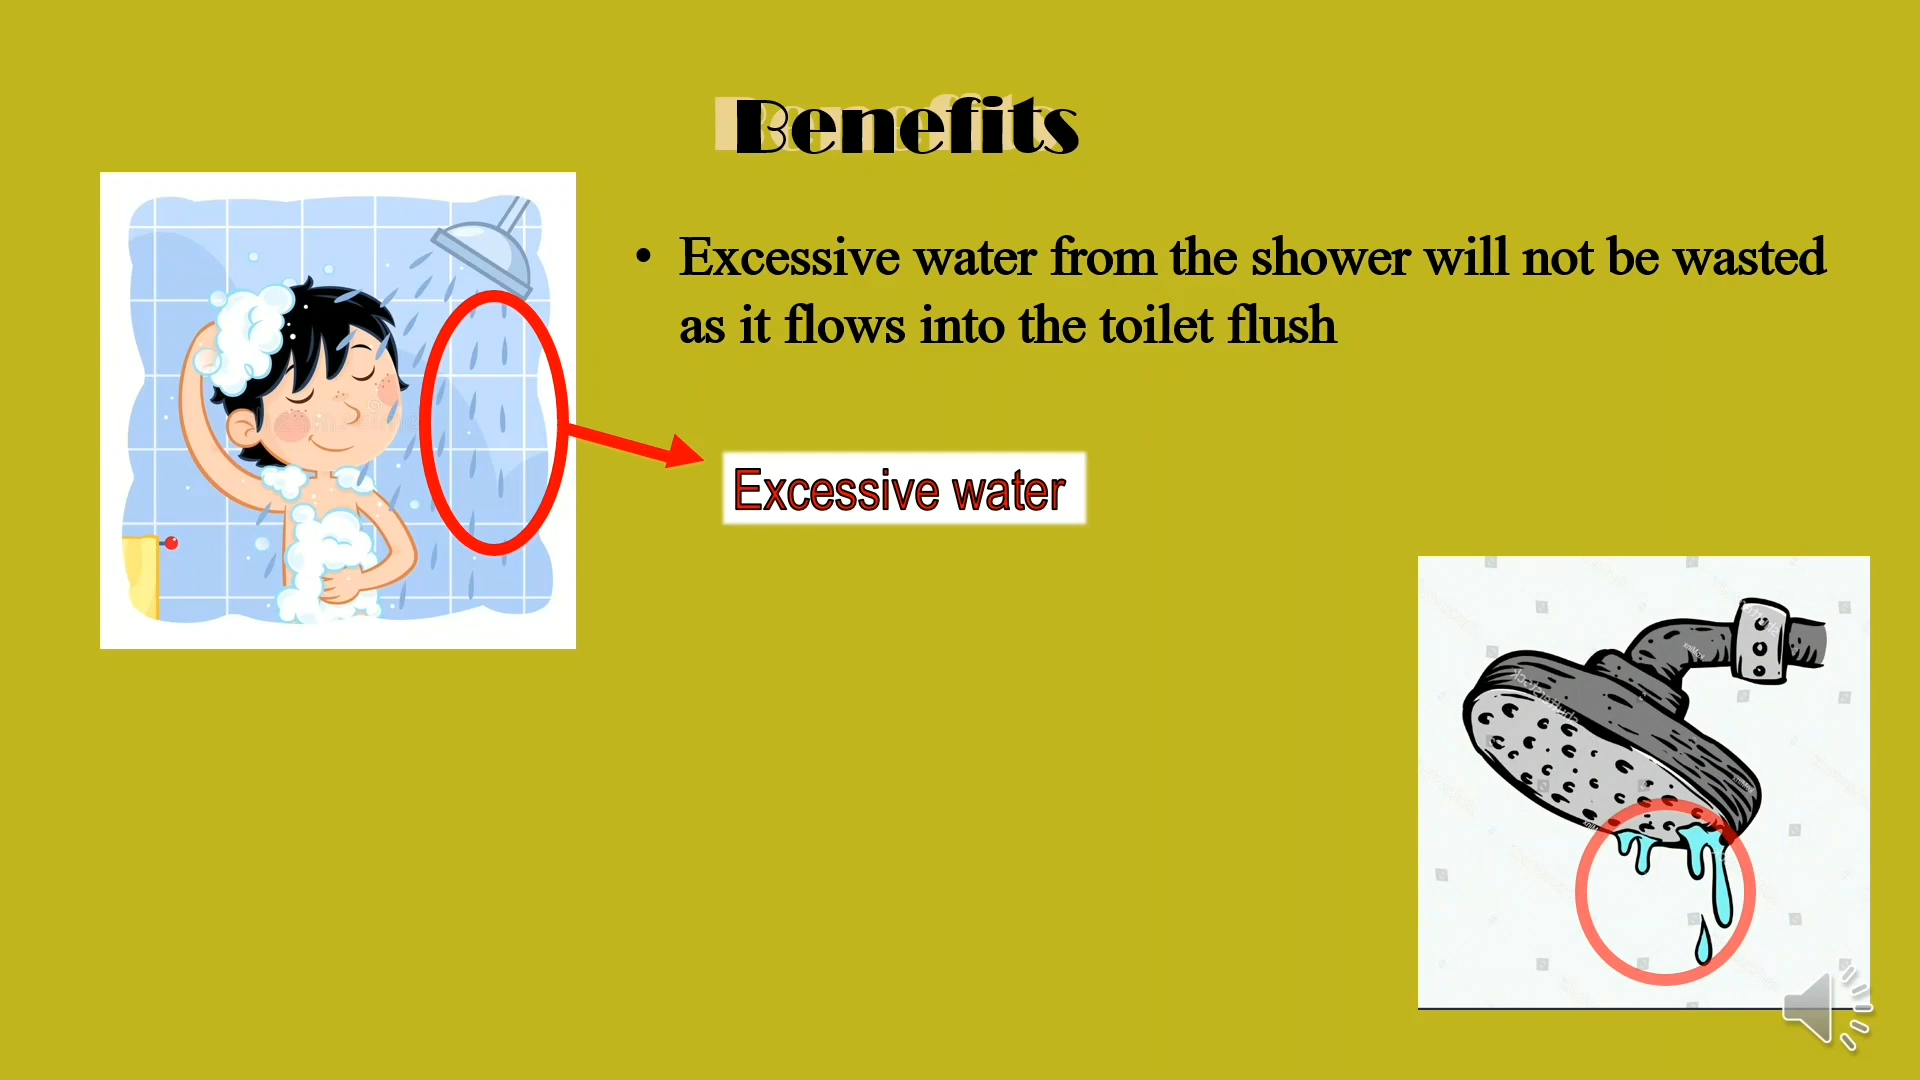 Benefits
• Excessive water from the shower will not be wasted
as it flows into the toilet flush
Excessive water